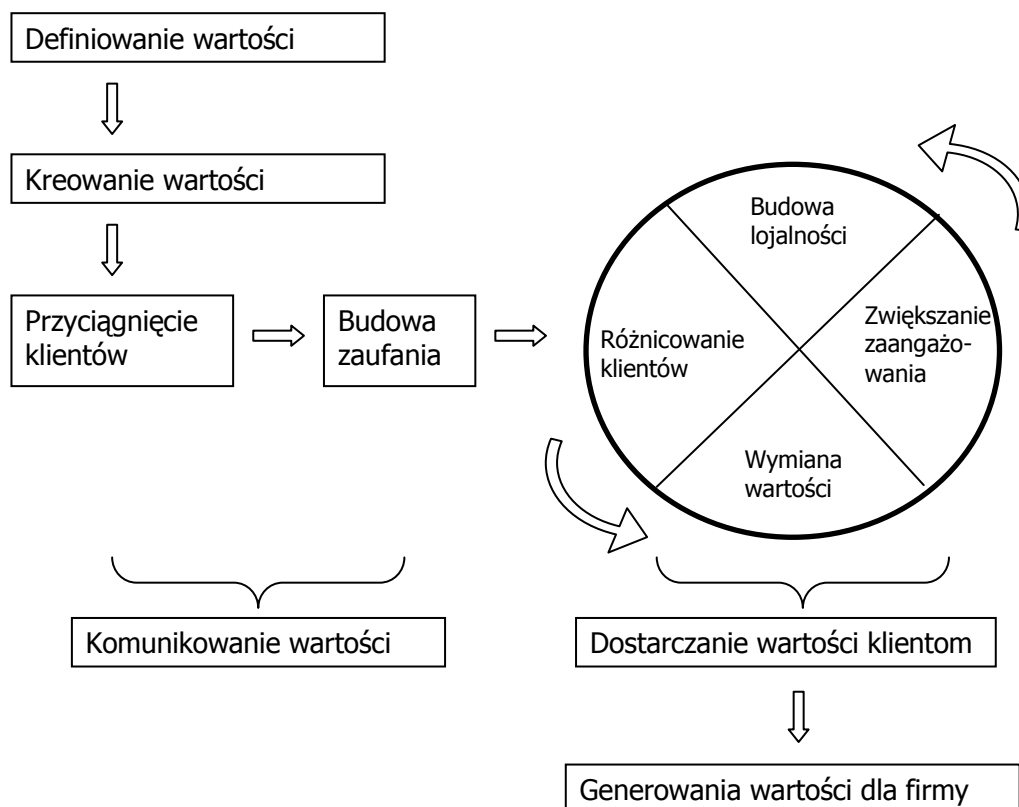 Definiowanie wartości
Kreowanie wartości
Przyciągnięcie
klientów
Budowa
zaufania
Budowa
lojalności
Różnicowanie
klientów
Zwiększanie
zaangażo-
wania
Wymiana
wartości
Komunikowanie wartości
Dostarczanie wartości klientom
Generowania wartości dla firmy